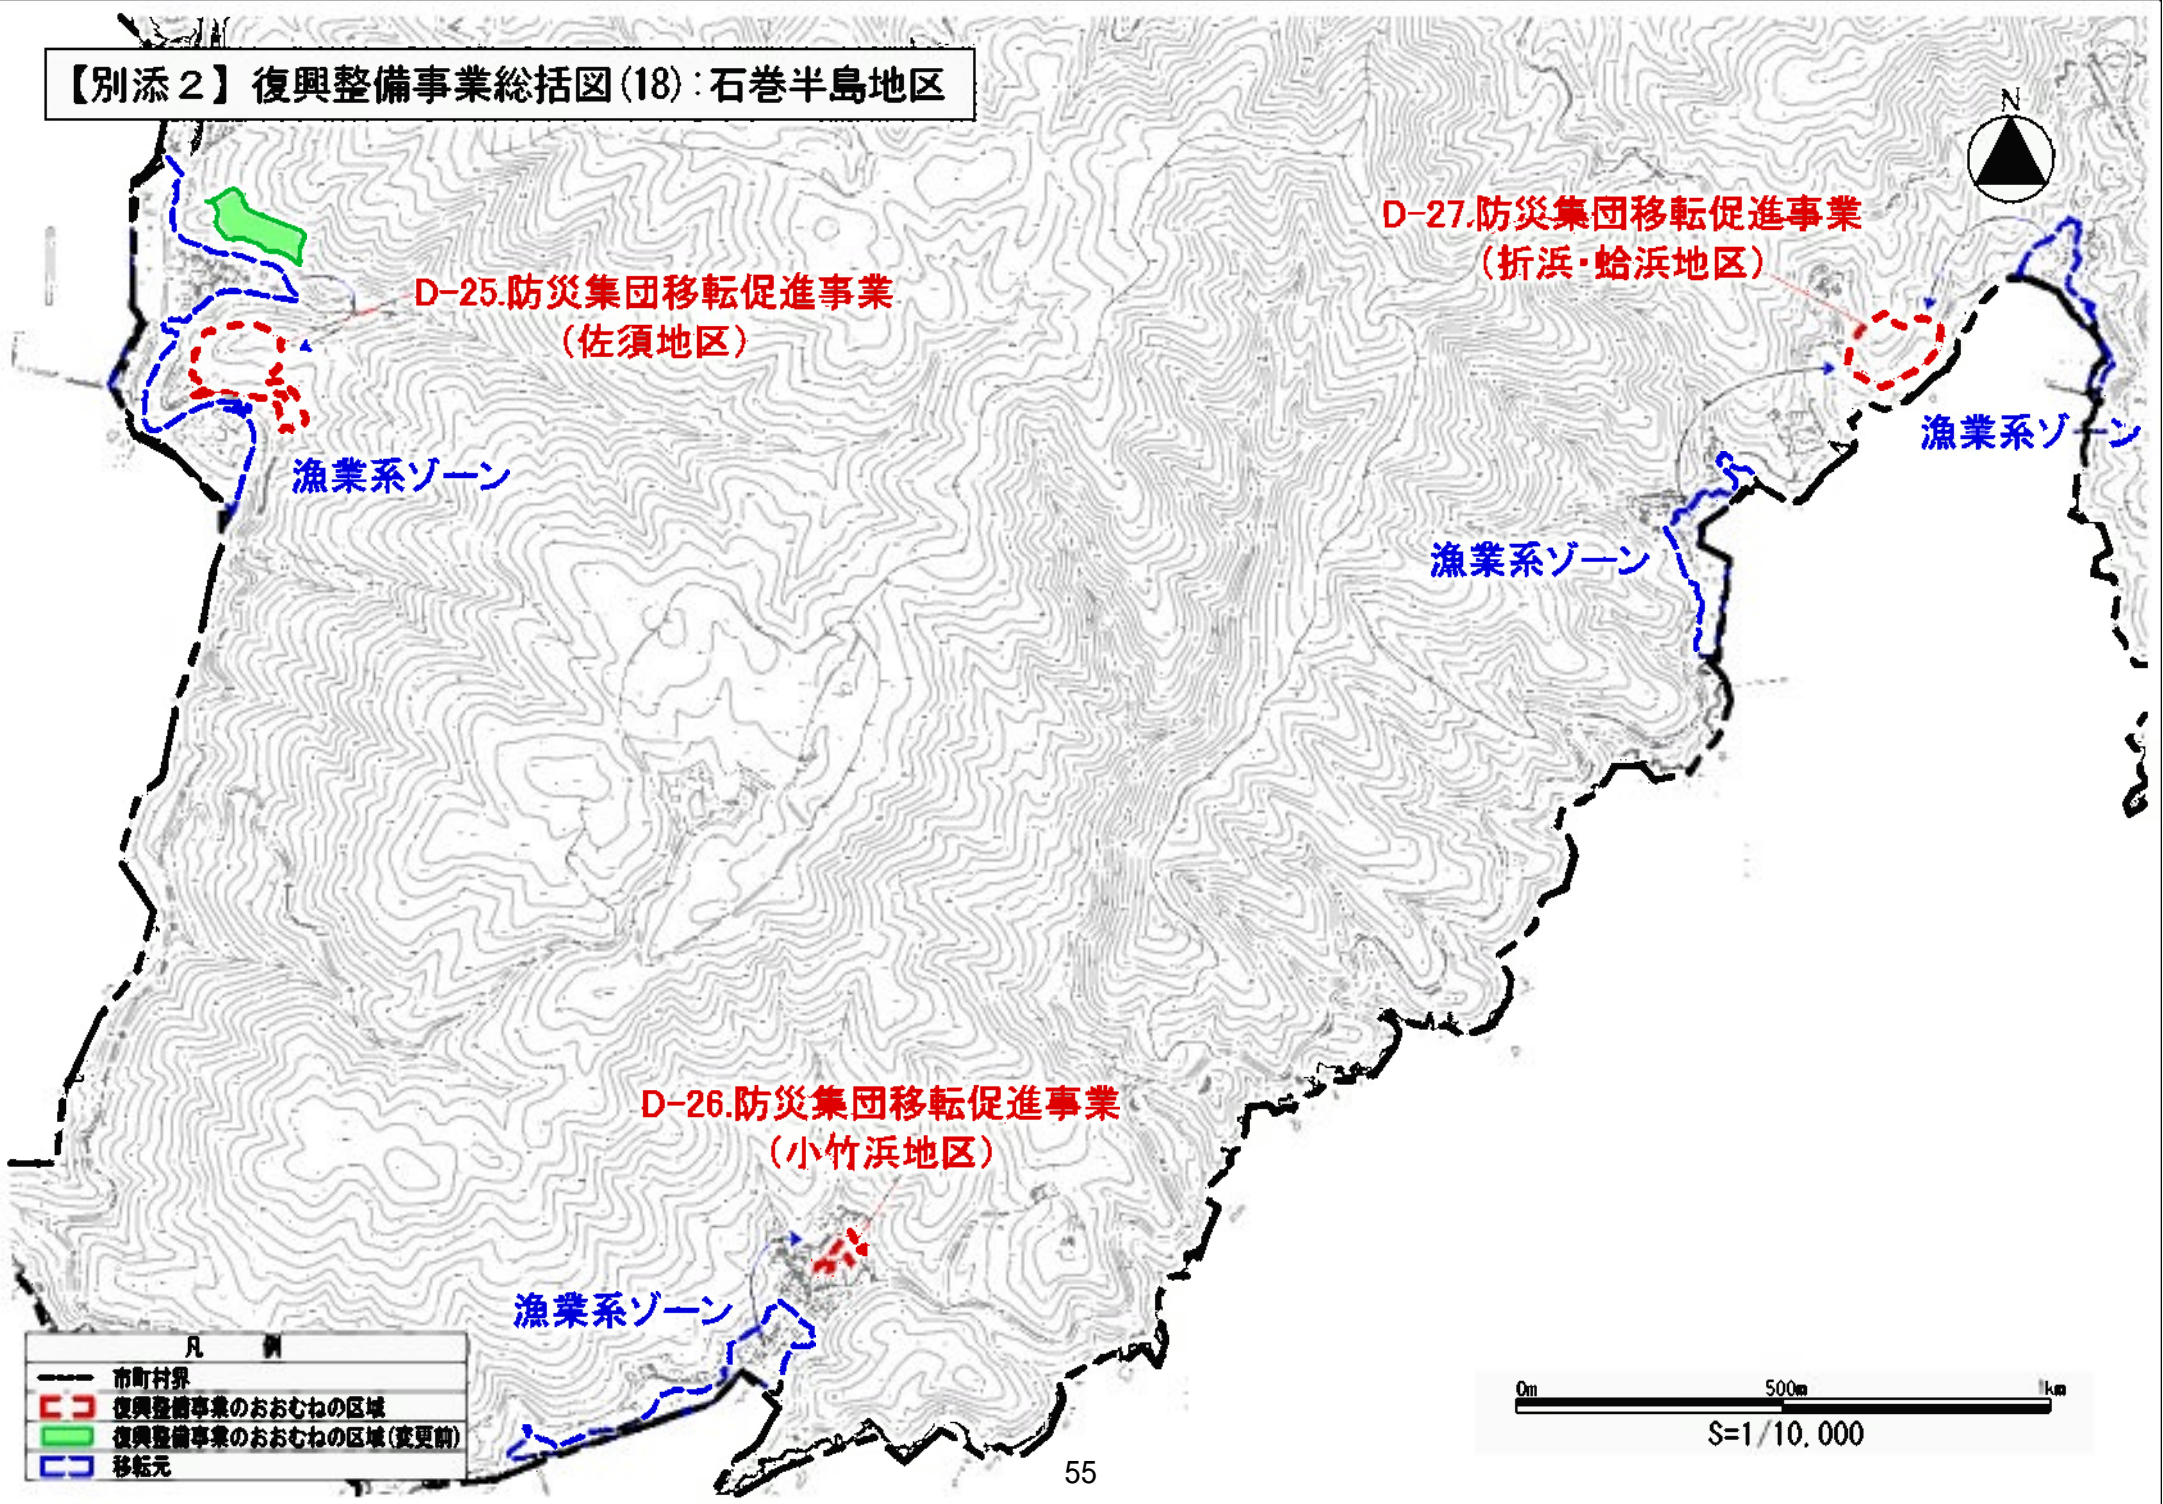 【別添２】復興整備事業総括図(18):石巻半島地区
N
D-27.防災集団移転促進事業
(折浜・蛤浜地区)
D-25.防災集団移転促進事業
(佐須地区)
漁業系ゾーン
漁業系ゾーン
漁業系ゾーン
D-26.防災集団移転促進事業
(小竹浜地区)
漁業系ゾーン
凡 例
市町村界
復興整備事業のおおむねの区域
復興整備事業のおおむねの区域(変更前)
移転元
0m 500m 1km
S=1/10,000
55